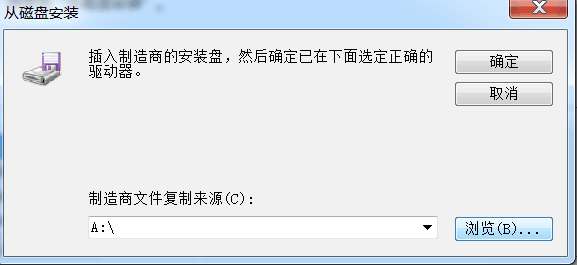 从磁盘安装
插入制造商的安装盘，然后确定已在下面选定正确的
驱动器。
确定
取消
制造商文件复制来源(C):
A:\
浏览(B)...